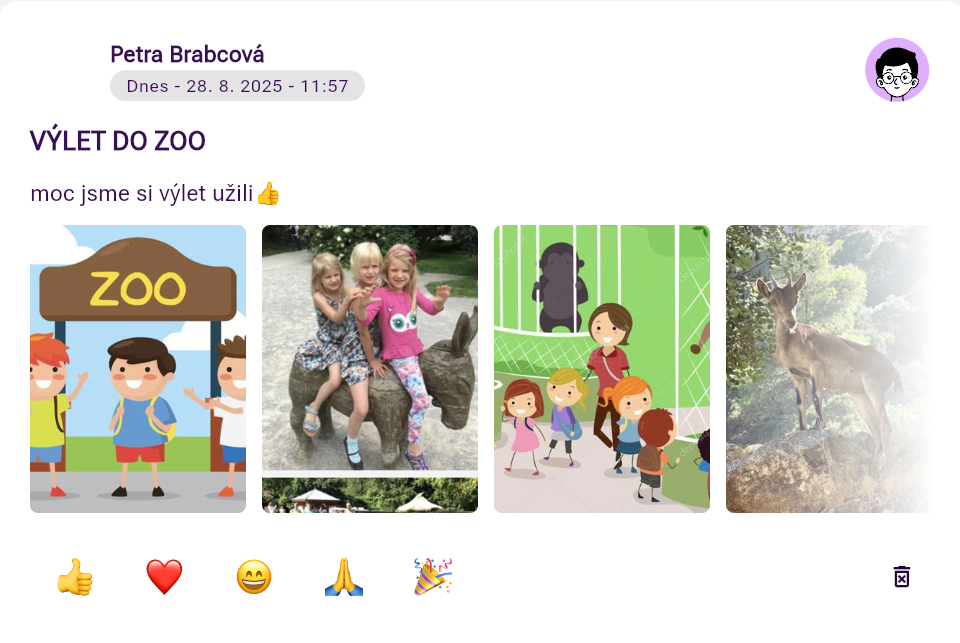 Petra Brabcová
Dnes - 28. 8. 2025 - 11:57
VÝLET DO ZOO
moc jsme si výlet užili👍
ZOO